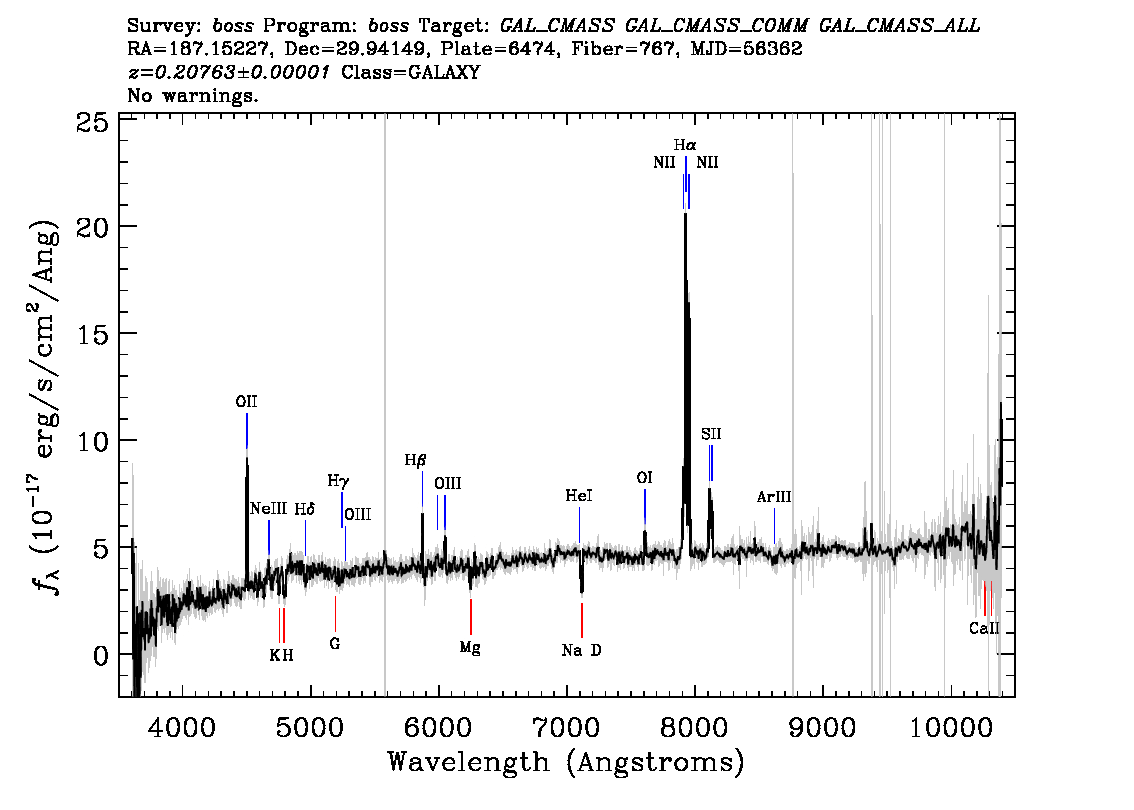 Survey: boss Program: boss Target: GAL_CMASS GAL_CMASS_COMM GAL_CMASS_ALL
RA=187.15227, Dec=29.94149, Plate=6474, Fiber=767, MJD=56362
z=0.20763±0.00001 Class=GALAXY
No warnings.
25
20
15
10
5
0
f_λ (10⁻¹⁷ erg/s/cm²/Ang)
Hα
NII NII
OII
SII
Hβ
OIII
Hγ
OI
HeI
ArIII
NeIII Hδ
OIII
K H
G
Mg
Na D
CaII
4000 5000 6000 7000 8000 9000 10000
Wavelength (Angstroms)